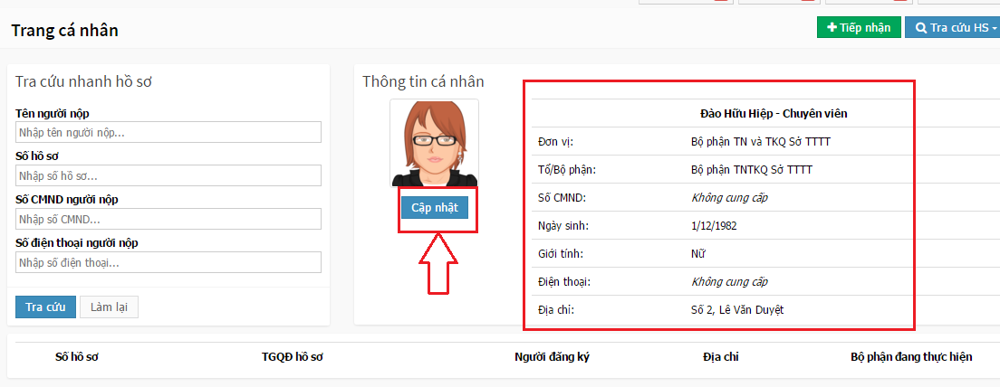 Trang cá nhân
Tiếp nhận
Tra cứu HS
Tra cứu nhanh hồ sơ
Tên người nộp
Nhập tên người nộp...
Số hồ sơ
Nhập số hồ sơ...
Số CMND người nộp
Nhập số CMND...
Số điện thoại người nộp
Nhập số điện thoại...
Tra cứu Làm lại
Thông tin cá nhân
Cập nhật
Đào Hữu Hiệp - Chuyên viên
Đơn vị: Bộ phận TN và TKQ Sở TTTT
Tổ/Bộ phận: Bộ phận TNTKQ Sở TTTT
Số CMND: Không cung cấp
Ngày sinh: 1/12/1982
Giới tính: Nữ
Điện thoại: Không cung cấp
Địa chỉ: Số 2, Lê Văn Duyệt
Số hồ sơ TGQĐ hồ sơ Người đăng ký Địa chỉ Bộ phận đang thực hiện